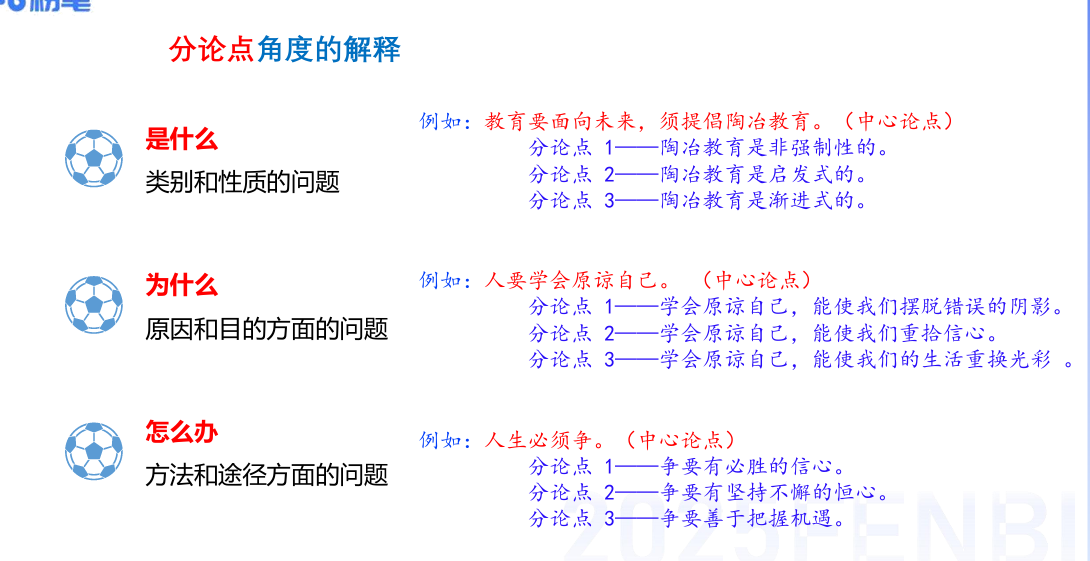 粉笔
分论点角度的解释
是什么
类别和性质的问题
例如：教育要面向未来，须提倡陶冶教育。（中心论点）
分论点 1——陶冶教育是非强制性的。
分论点 2——陶冶教育是启发式的。
分论点 3——陶冶教育是渐进式的。
为什么
原因和目的方面的问题
例如：人要学会原谅自己。 （中心论点）
分论点 1——学会原谅自己，能使我们摆脱错误的阴影。
分论点 2——学会原谅自己，能使我们重拾信心。
分论点 3——学会原谅自己，能使我们的生活重换光彩 。
怎么办
方法和途径方面的问题
例如：人生必须争。（中心论点）
分论点 1——争要有必胜的信心。
分论点 2——争要有坚持不懈的恒心。
分论点 3——争要善于把握机遇。
2025FENBI